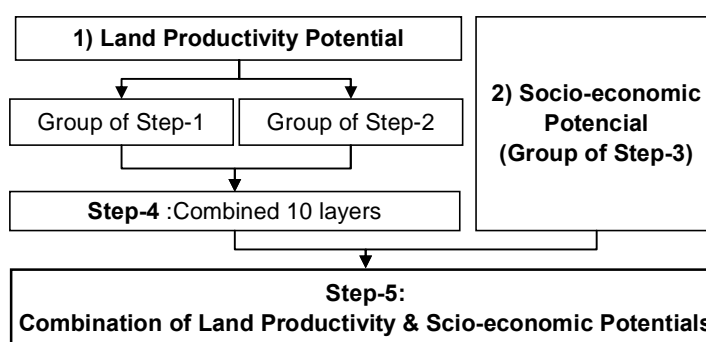 1) Land Productivity Potential
Group of Step-1
Group of Step-2
2) Socio-economic
Potencial
(Group of Step-3)
Step-4 :Combined 10 layers
Step-5:
Combination of Land Productivity & Scio-economic Potentials